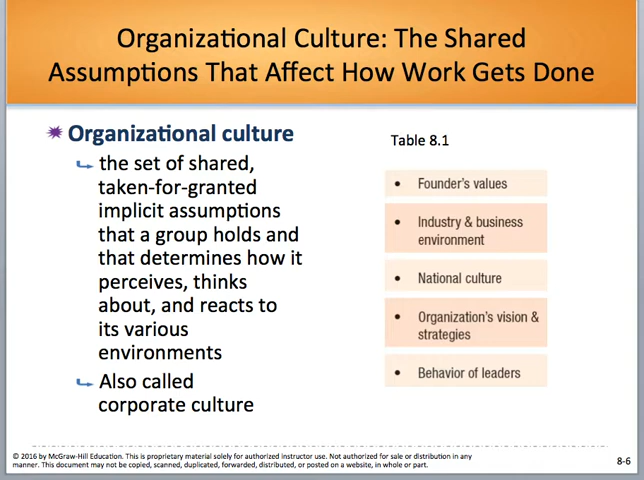 Organizational Culture: The Shared
Assumptions That Affect How Work Gets Done
Organizational culture
the set of shared,
taken-for-granted
implicit assumptions
that a group holds and
that determines how it
perceives, thinks
about, and reacts to
its various
environments
Also called
corporate culture
Table 8.1
• Founder's values
• Industry & business
environment
• National culture
• Organization's vision &
strategies
• Behavior of leaders
© 2016 by McGraw-Hill Education. This is proprietary material solely for authorized instructor use. Not authorized for sale or distribution in any
manner. This document may not be copied, scanned, duplicated, forwarded, distributed, or posted on a website, in whole or part.
8-6